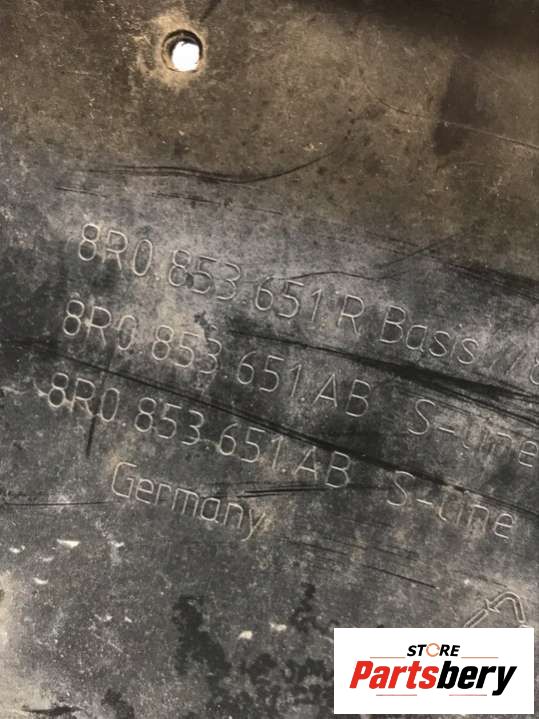 8R0.853.651.R Basis
8R0.853.651.AB S-Line
8R0.853.651.AB S-Line
Germany
STORE
Partsbery